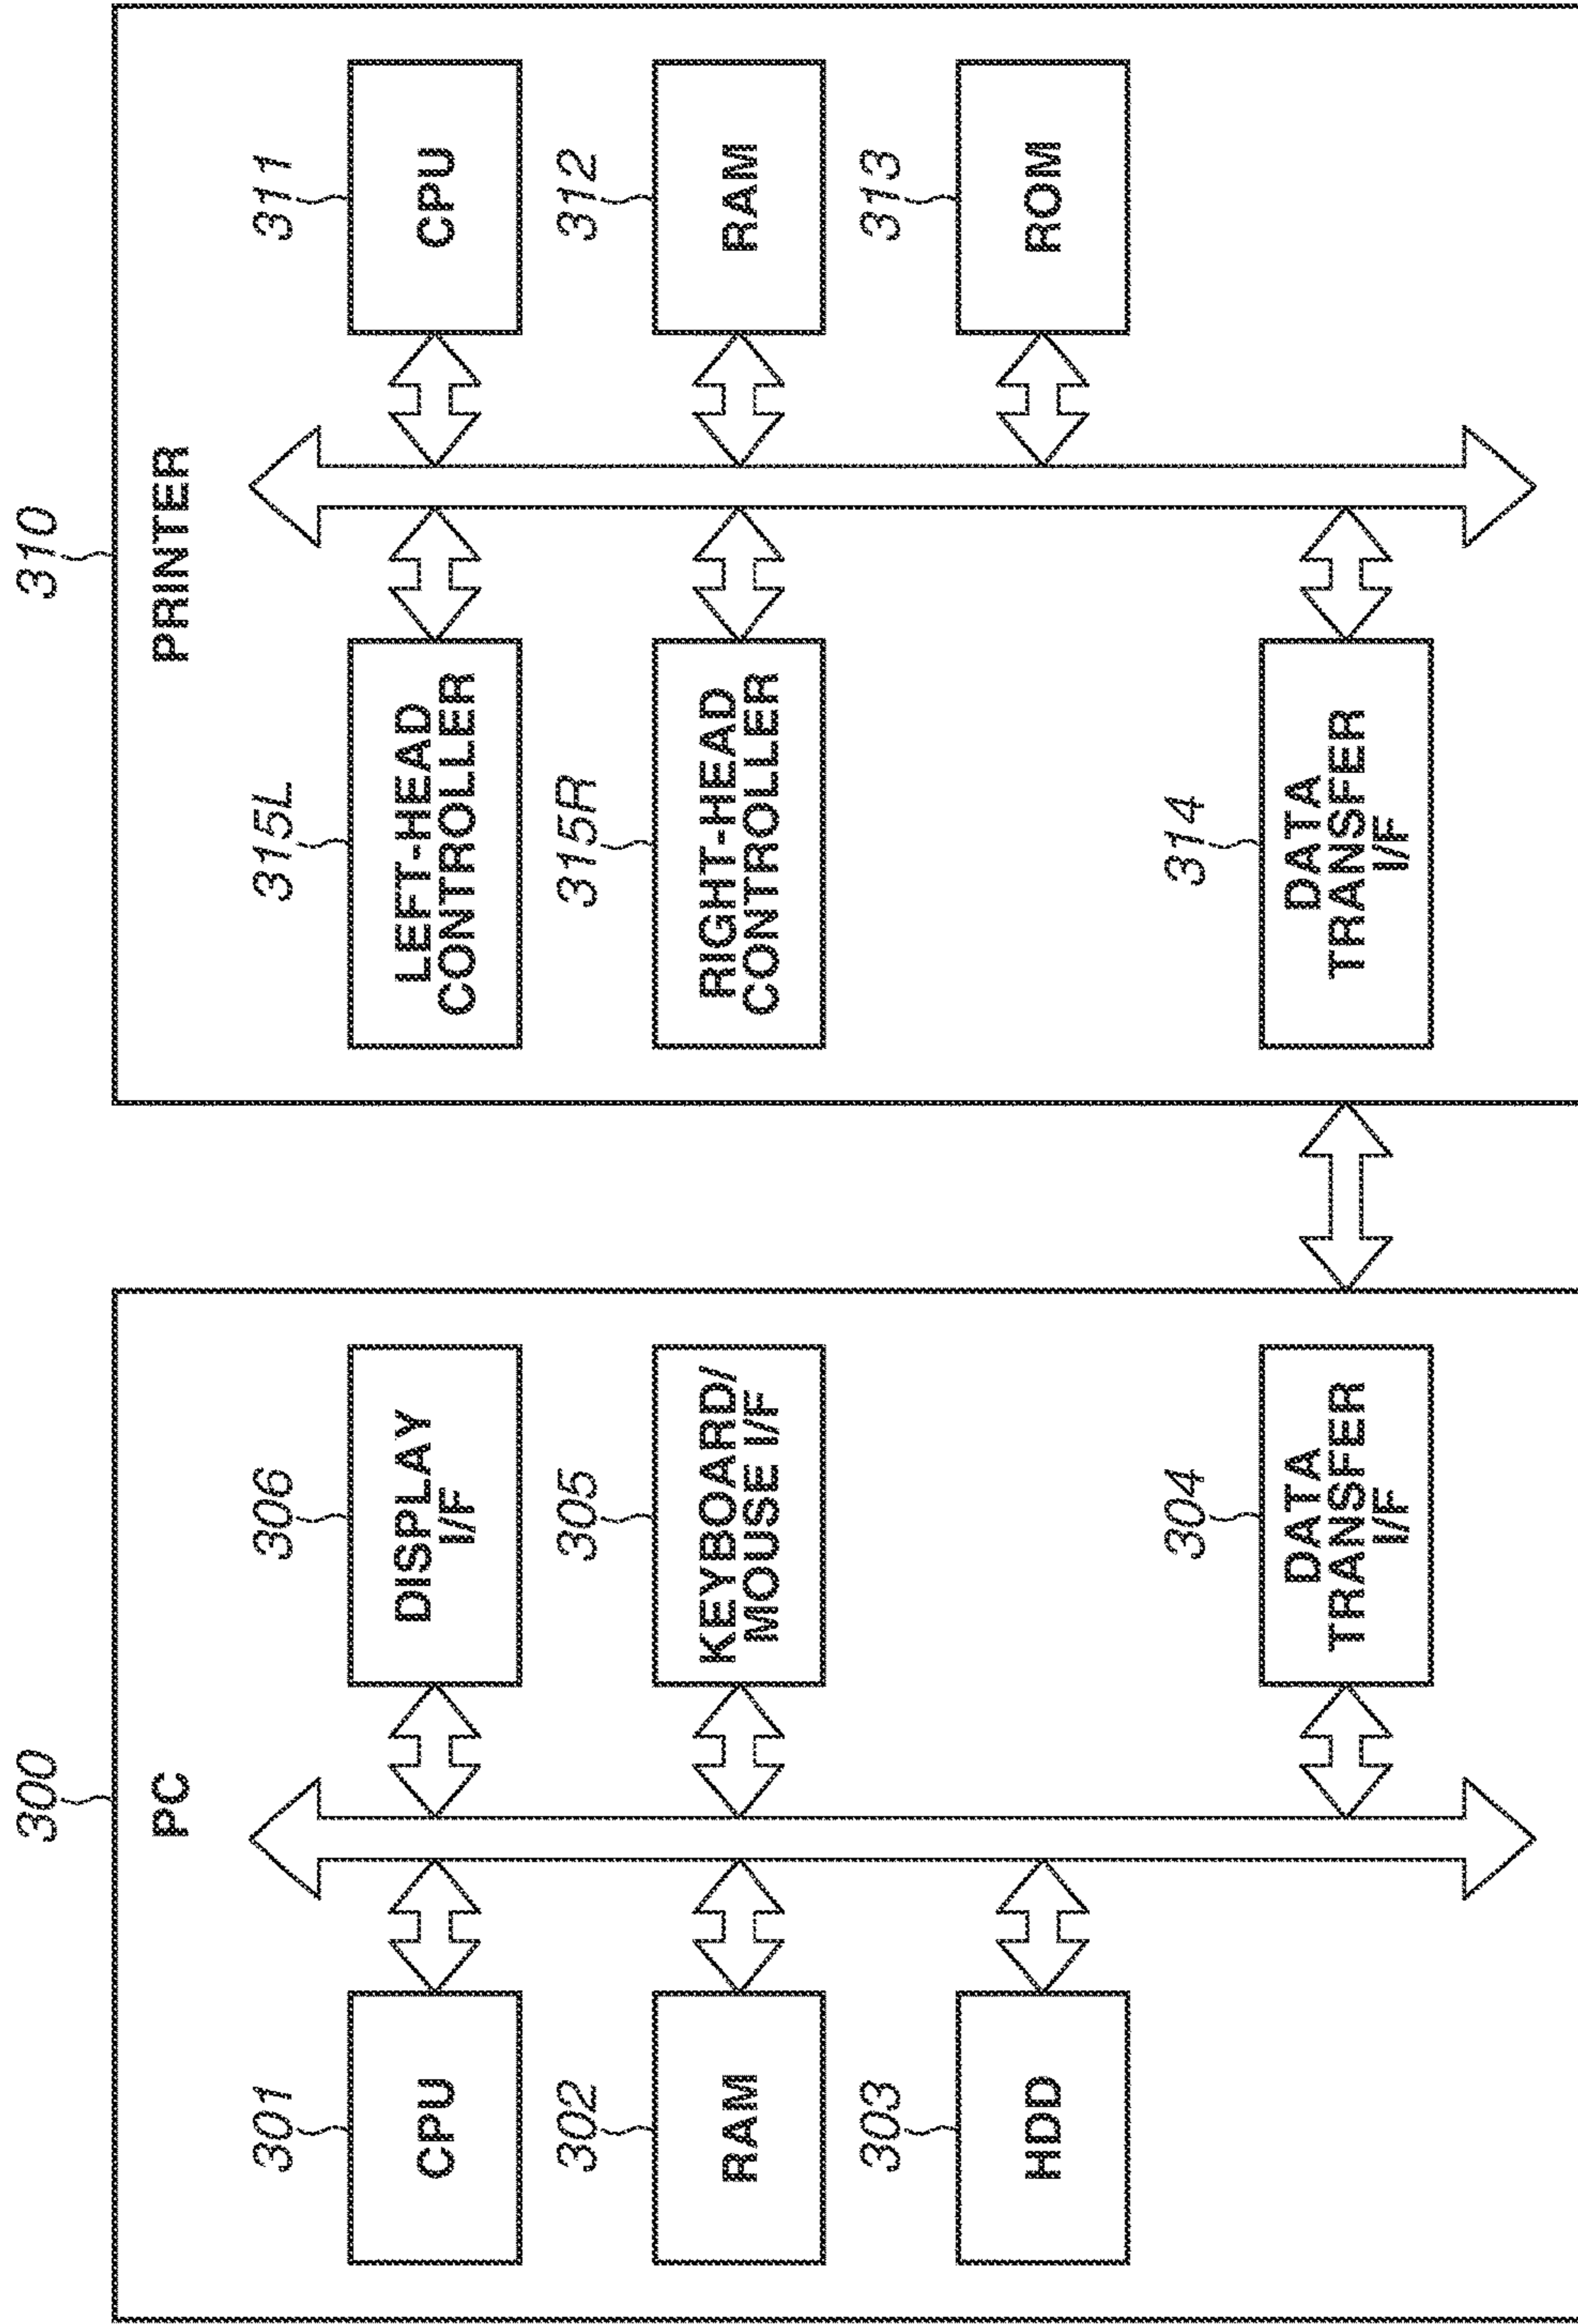 300
PC
301
CPU
302
RAM
303
HDD
306
DISPLAY
I/F
305
KEYBOARD/
MOUSE I/F
304
DATA
TRANSFER
I/F
310
PRINTER
315L
LEFT-HEAD
CONTROLLER
315R
RIGHT-HEAD
CONTROLLER
314
DATA
TRANSFER
I/F
311
CPU
312
RAM
313
ROM